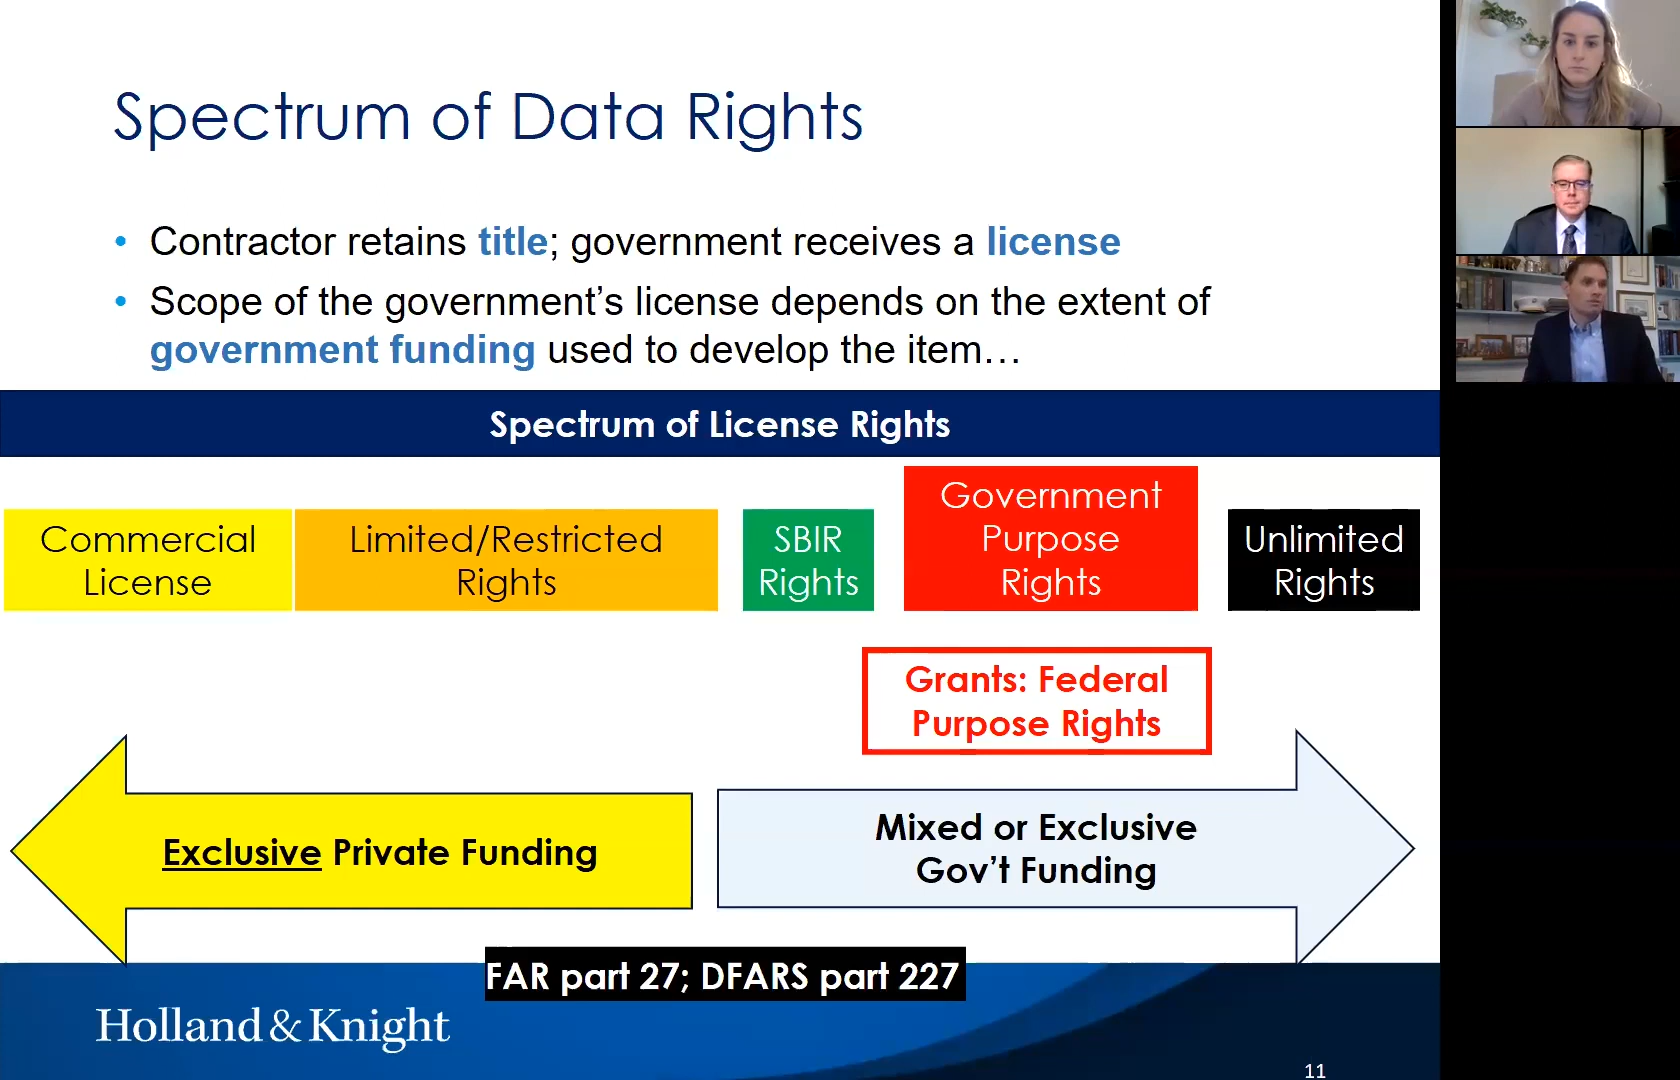 Spectrum of Data Rights
• Contractor retains title; government receives a license
• Scope of the government’s license depends on the extent of
government funding used to develop the item…
Spectrum of License Rights
Commercial
License
Limited/Restricted
Rights
SBIR
Rights
Government
Purpose
Rights
Unlimited
Rights
Grants: Federal
Purpose Rights
Exclusive Private Funding
Mixed or Exclusive
Gov’t Funding
FAR part 27; DFARS part 227
Holland & Knight
11